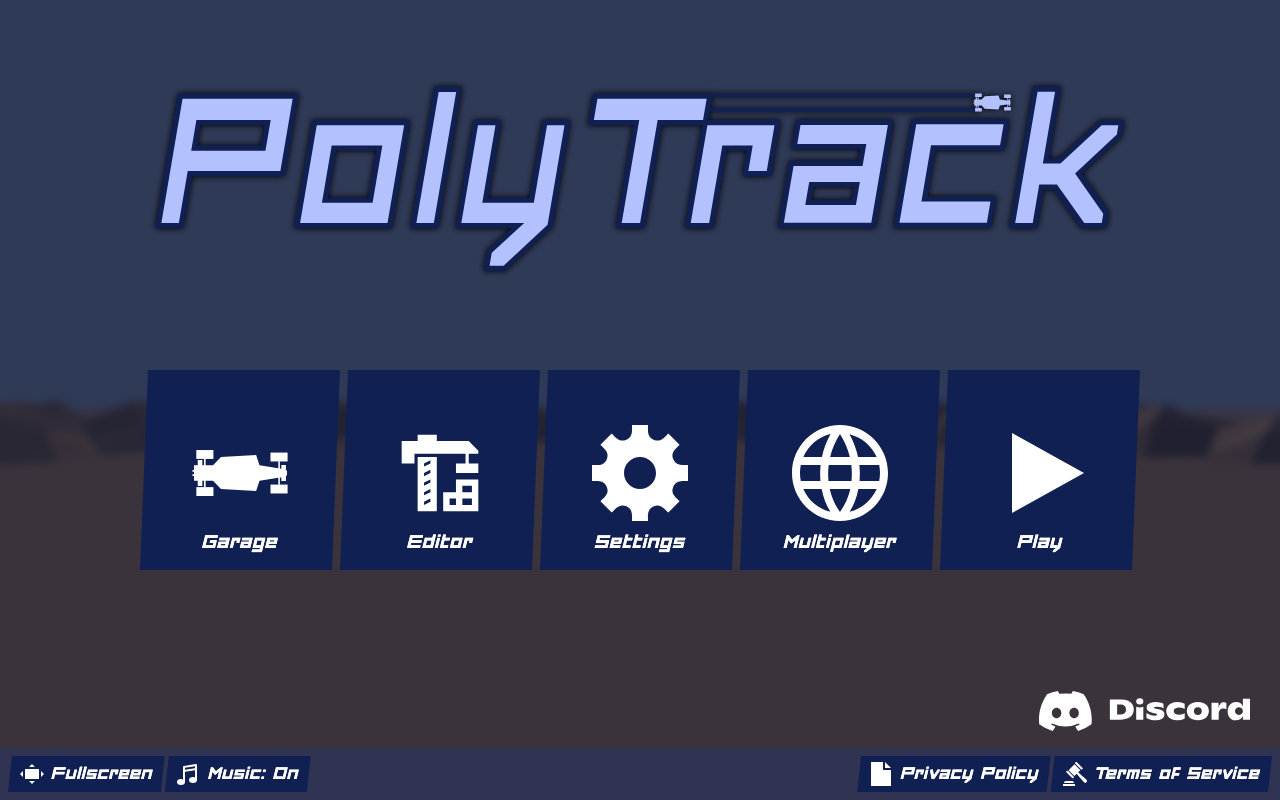 PolyTrack
Garage
Editor
Settings
Multiplayer
Play
Discord
Fullscreen
Music: On
Privacy Policy
Terms of Service